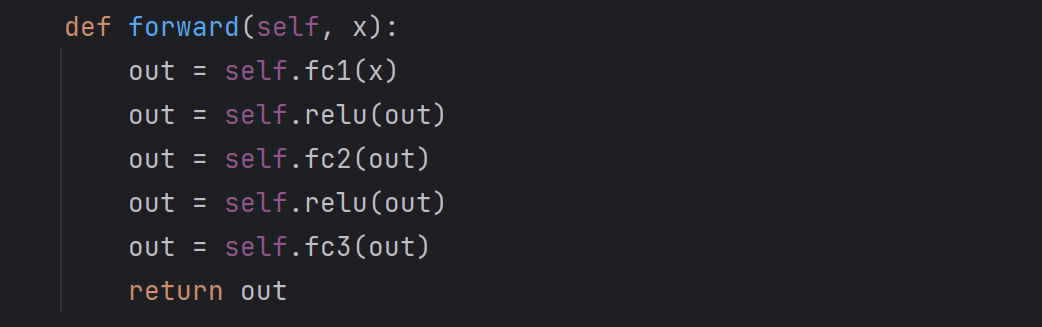 def forward(self, x):
    out = self.fc1(x)
    out = self.relu(out)
    out = self.fc2(out)
    out = self.relu(out)
    out = self.fc3(out)
    return out